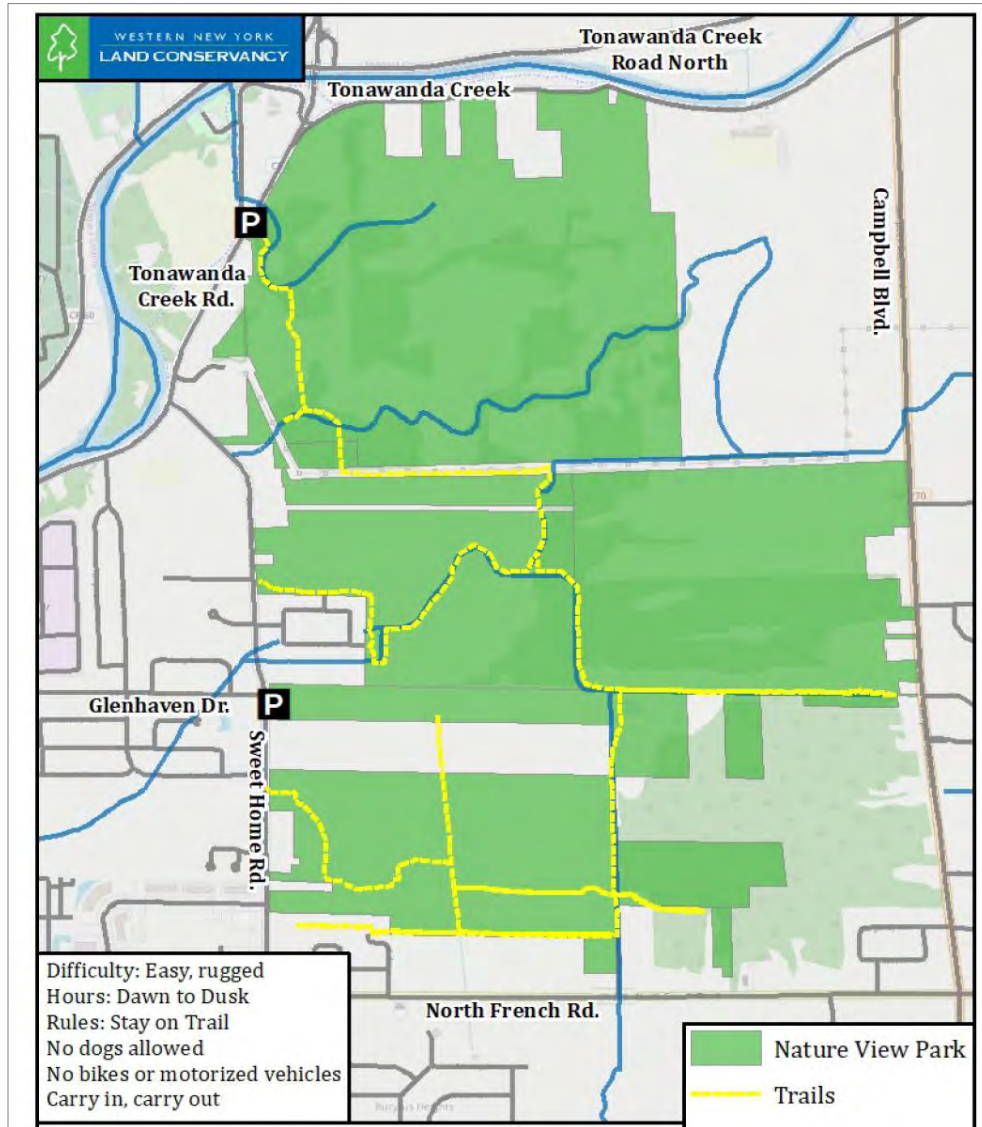 WESTERN NEW YORK
LAND CONSERVANCY
Tonawanda Creek
Road North
Tonawanda Creek
P
Tonawanda
Creek Rd.
Campbell Blvd.
Glenhaven Dr.
P
Sweet Home Rd.
North French Rd.
Difficulty: Easy, rugged
Hours: Dawn to Dusk
Rules: Stay on Trail
No dogs allowed
No bikes or motorized vehicles
Carry in, carry out
Nature View Park
Trails